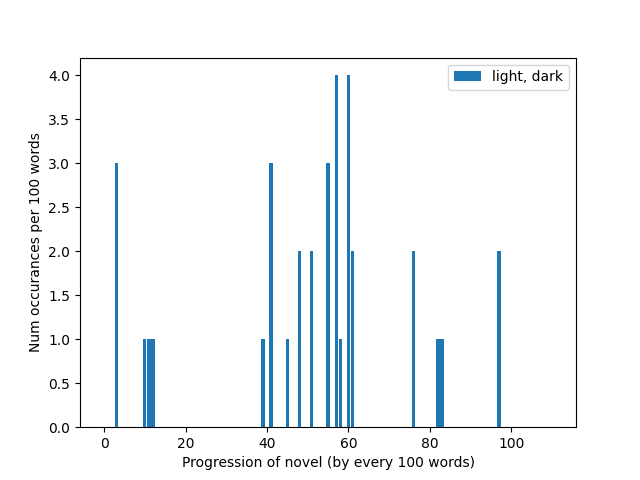 light, dark
Num occurances per 100 words
4.0
3.5
3.0
2.5
2.0
1.5
1.0
0.5
0.0
0 20 40 60 80 100
Progression of novel (by every 100 words)